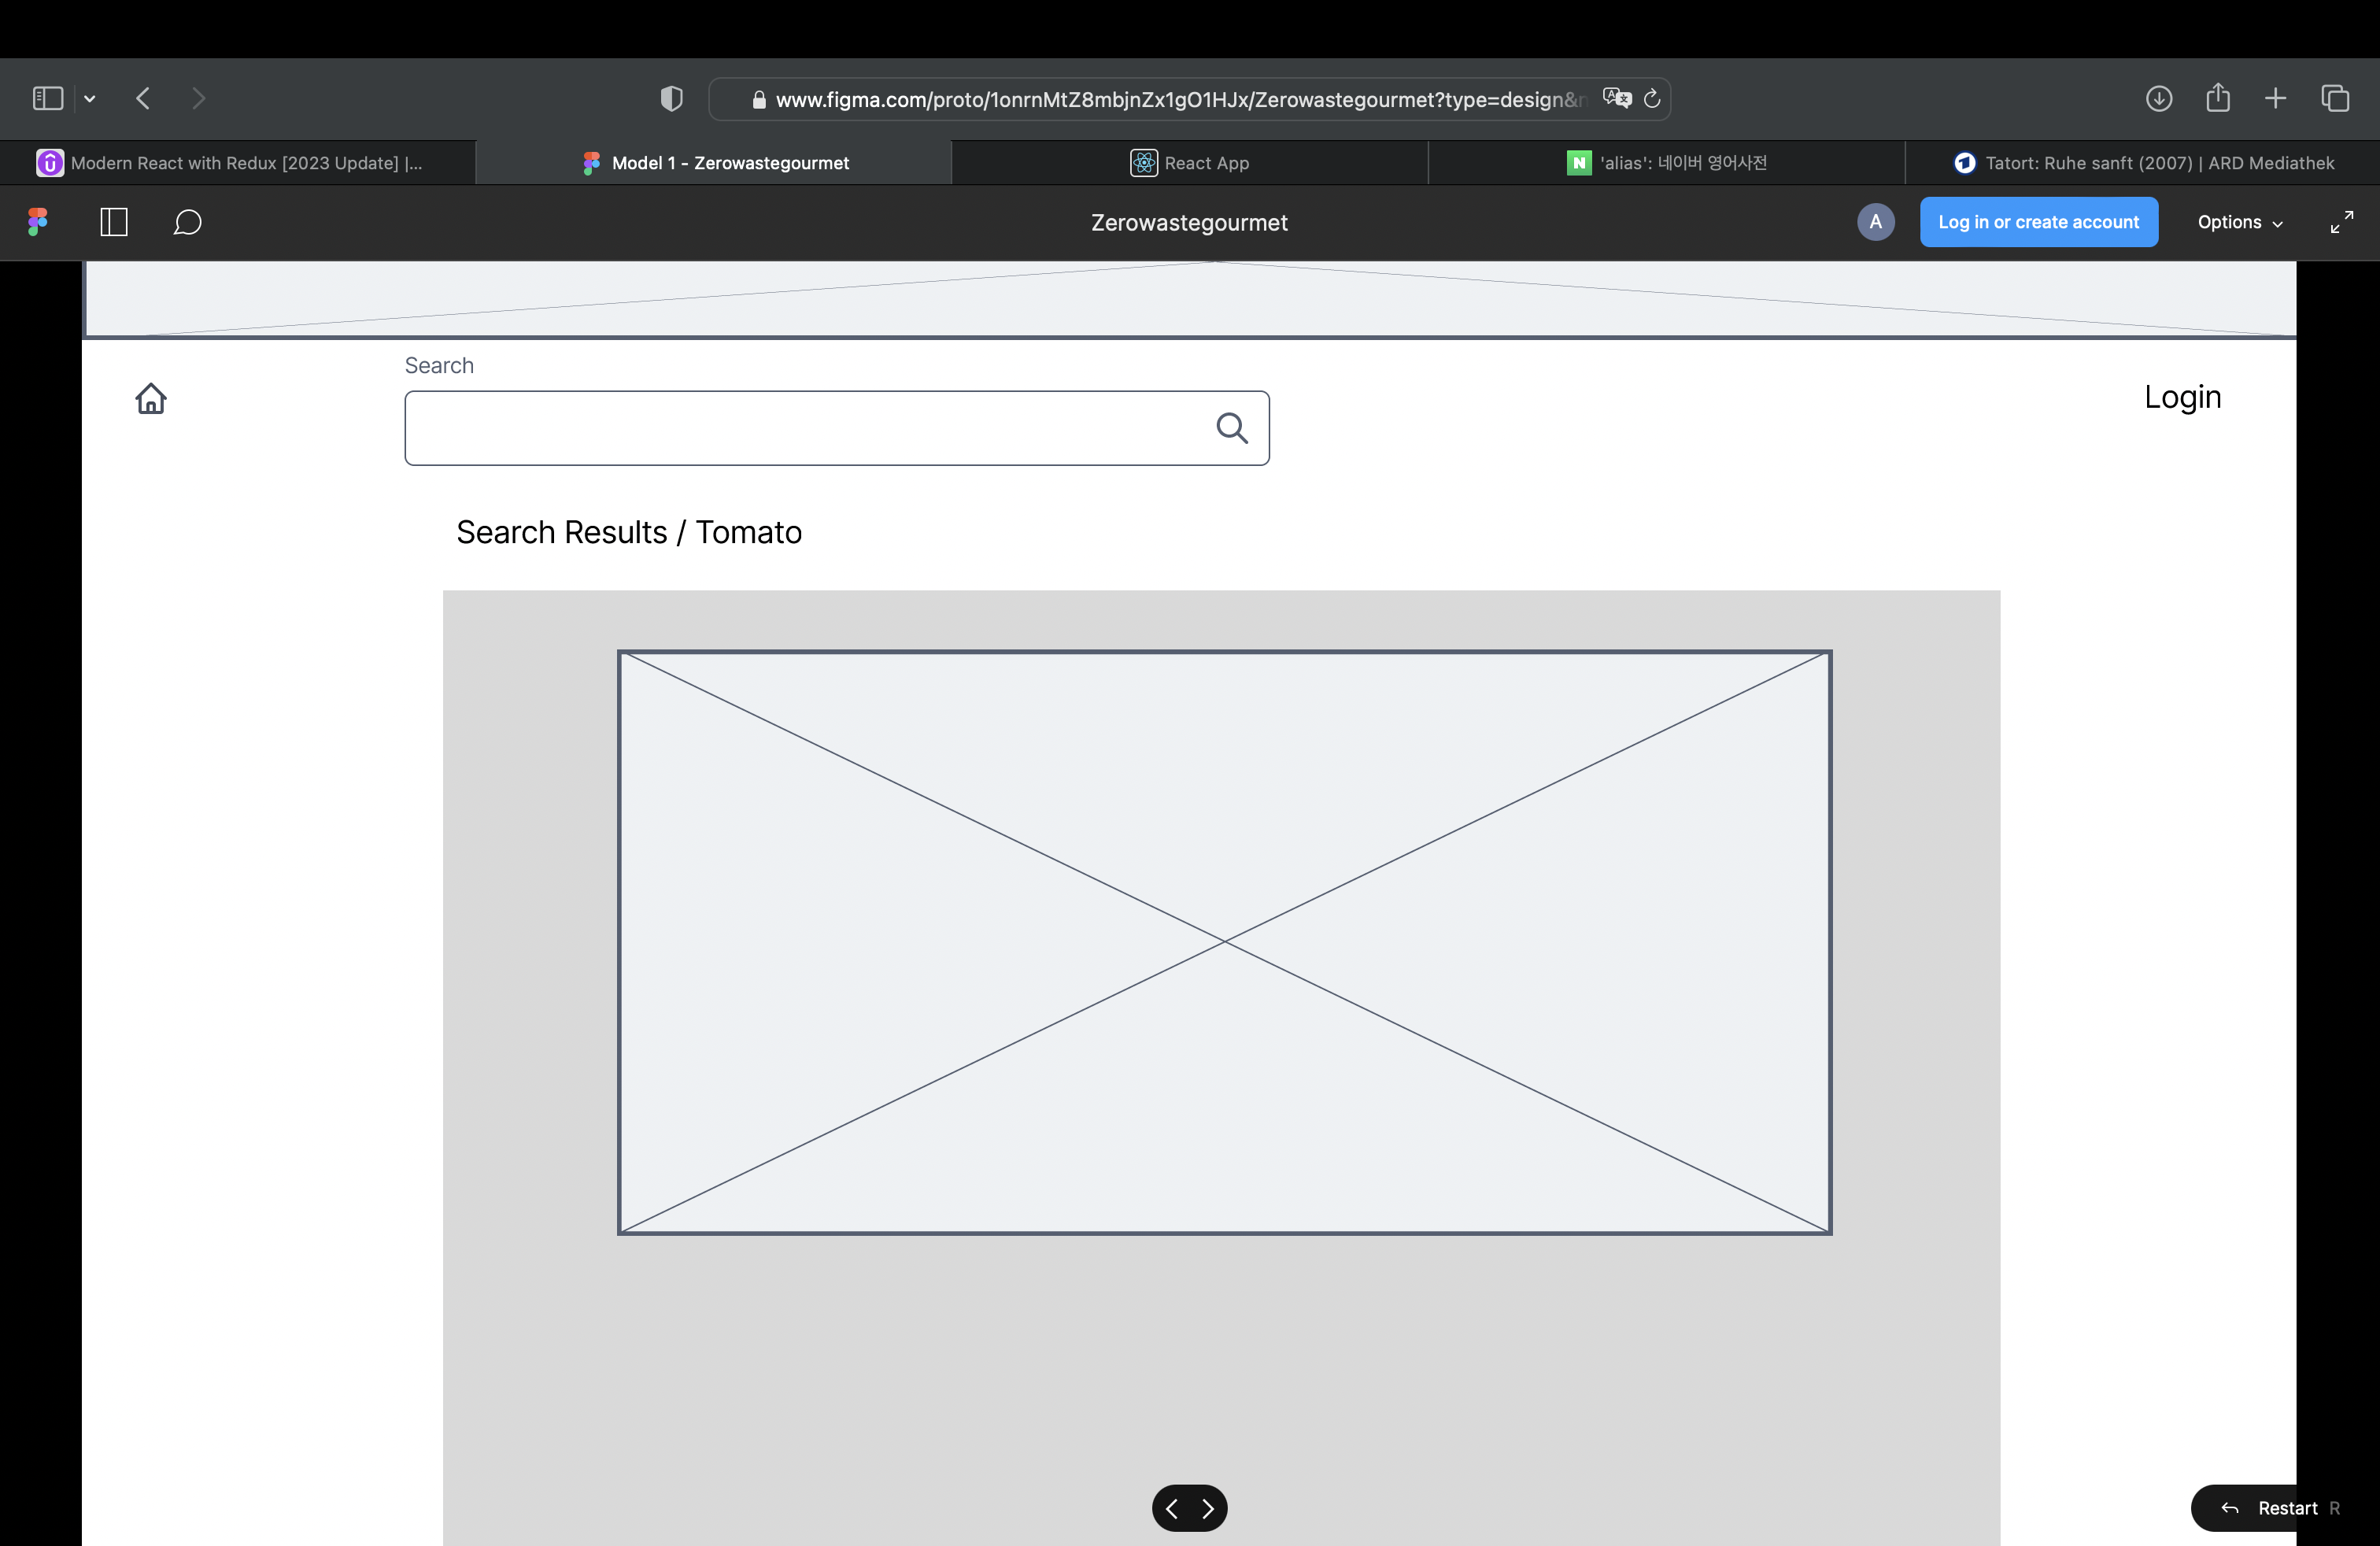 www.figma.com/proto/1onrnMtZ8mbjnZx1gO1HJx/Zerowastegourmet?type=design&
Modern React with Redux [2023 Update] |...
Model 1 - Zerowastegourmet
React App
N
'alias': 네이버 영어사전
Tatort: Ruhe sanft (2007) | ARD Mediathek
Zerowastegourmet
A
Log in or create account
Options
Search
Login
Search Results / Tomato
Restart R